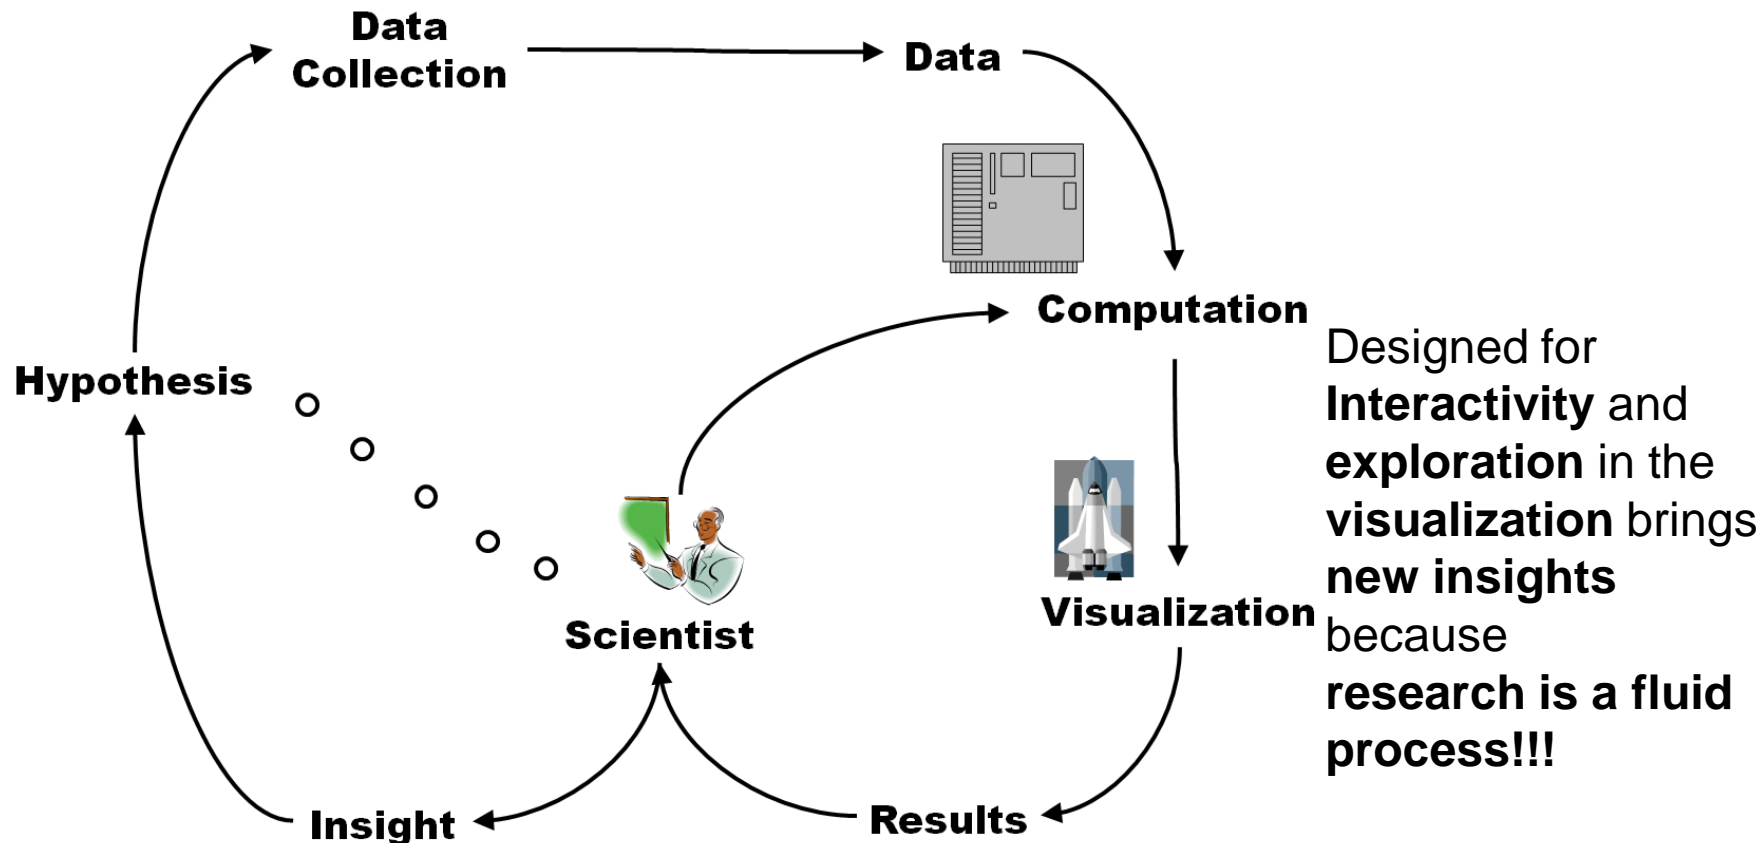 Data
Collection
Data
Computation
Hypothesis
Designed for
Interactivity and
exploration in the
visualization brings
new insights
because
research is a fluid
process!!!
Visualization
Scientist
Insight
Results